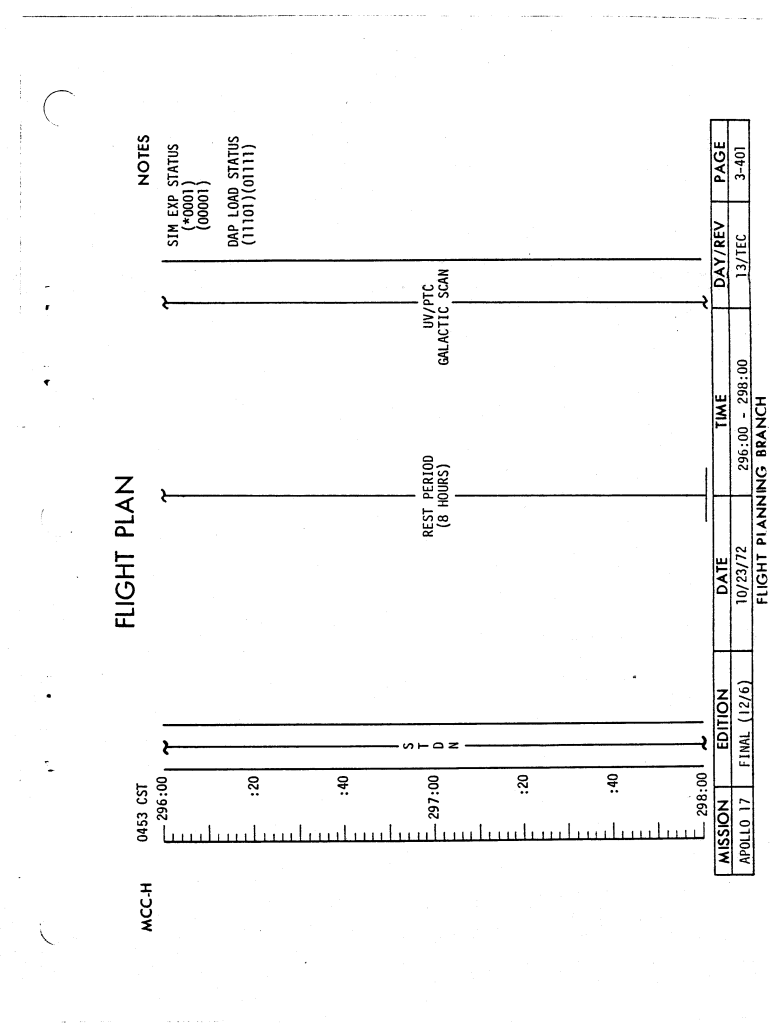 FLIGHT PLAN
MCC-H
0453 CST
NOTES
296:00
:20
:40
297:00
:20
:40
298:00
S
T
D
N
REST PERIOD
(8 HOURS)
UV/PTC
GALACTIC SCAN
SIM EXP STATUS
(*0001)
(00001)
DAP LOAD STATUS
(11101)(01111)
MISSION EDITION DATE TIME DAY/REV PAGE
APOLLO 17 FINAL (12/6) 10/23/72 296:00 - 298:00 13/TEC 3-401
FLIGHT PLANNING BRANCH